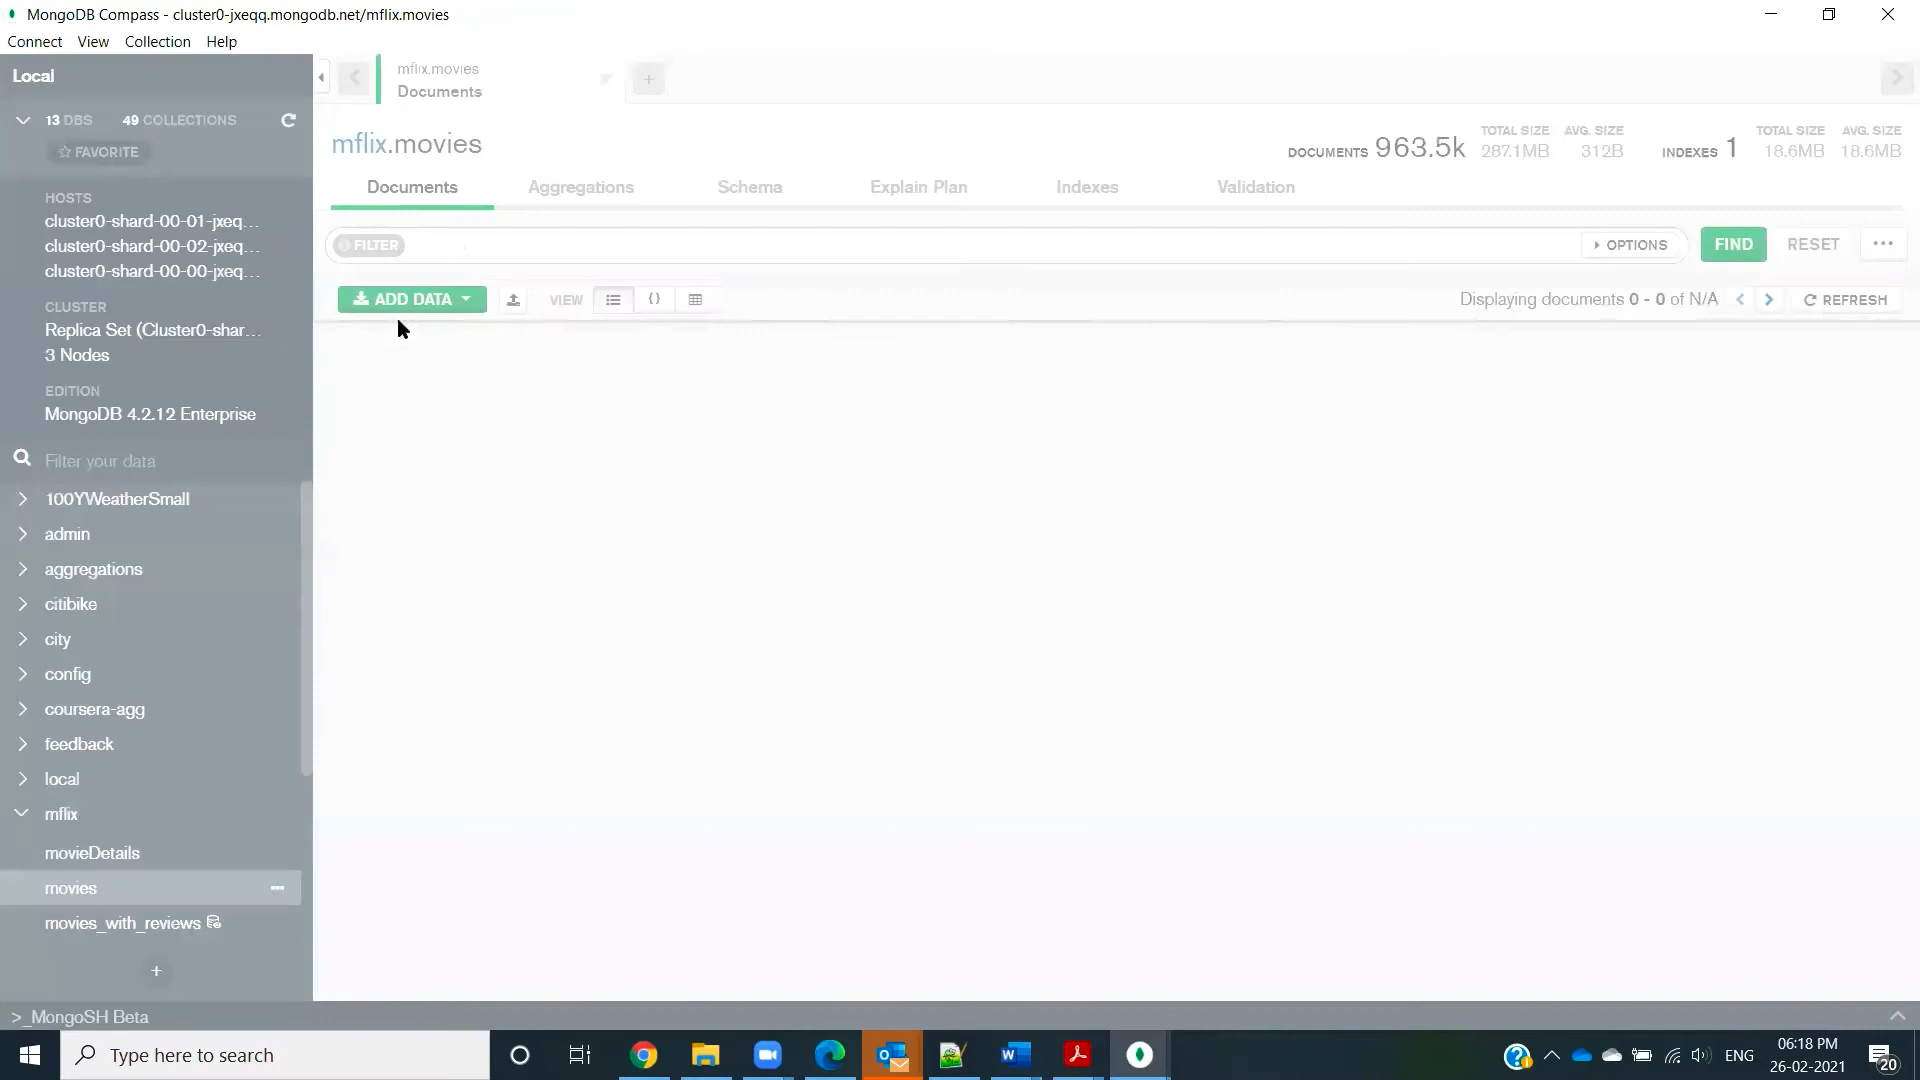 MongoDB Compass - cluster0-jxeqq.mongodb.net/mflix.movies
Connect View Collection Help
Local
13 DBS 49 COLLECTIONS
FAVORITE
HOSTS
cluster0-shard-00-01-jxeq...
cluster0-shard-00-02-jxeq...
cluster0-shard-00-00-jxeq...
CLUSTER
Replica Set (Cluster0-shar...
3 Nodes
EDITION
MongoDB 4.2.12 Enterprise
Filter your data
100YWeatherSmall
admin
aggregations
citibike
city
config
coursera-agg
feedback
local
mflix
movieDetails
movies
movies_with_reviews
+
mflix.movies
Documents
+
mflix.movies
DOCUMENTS 963.5k
TOTAL SIZE
287.1MB
AVG. SIZE
312B
INDEXES 1
TOTAL SIZE
18.6MB
AVG. SIZE
18.6MB
Documents Aggregations Schema Explain Plan Indexes Validation
FILTER
OPTIONS
FIND RESET ...
ADD DATA
VIEW {}
Displaying documents 0 - 0 of N/A
REFRESH
>_MongoSH Beta
Type here to search
ENG
06:18 PM
26-02-2021
20